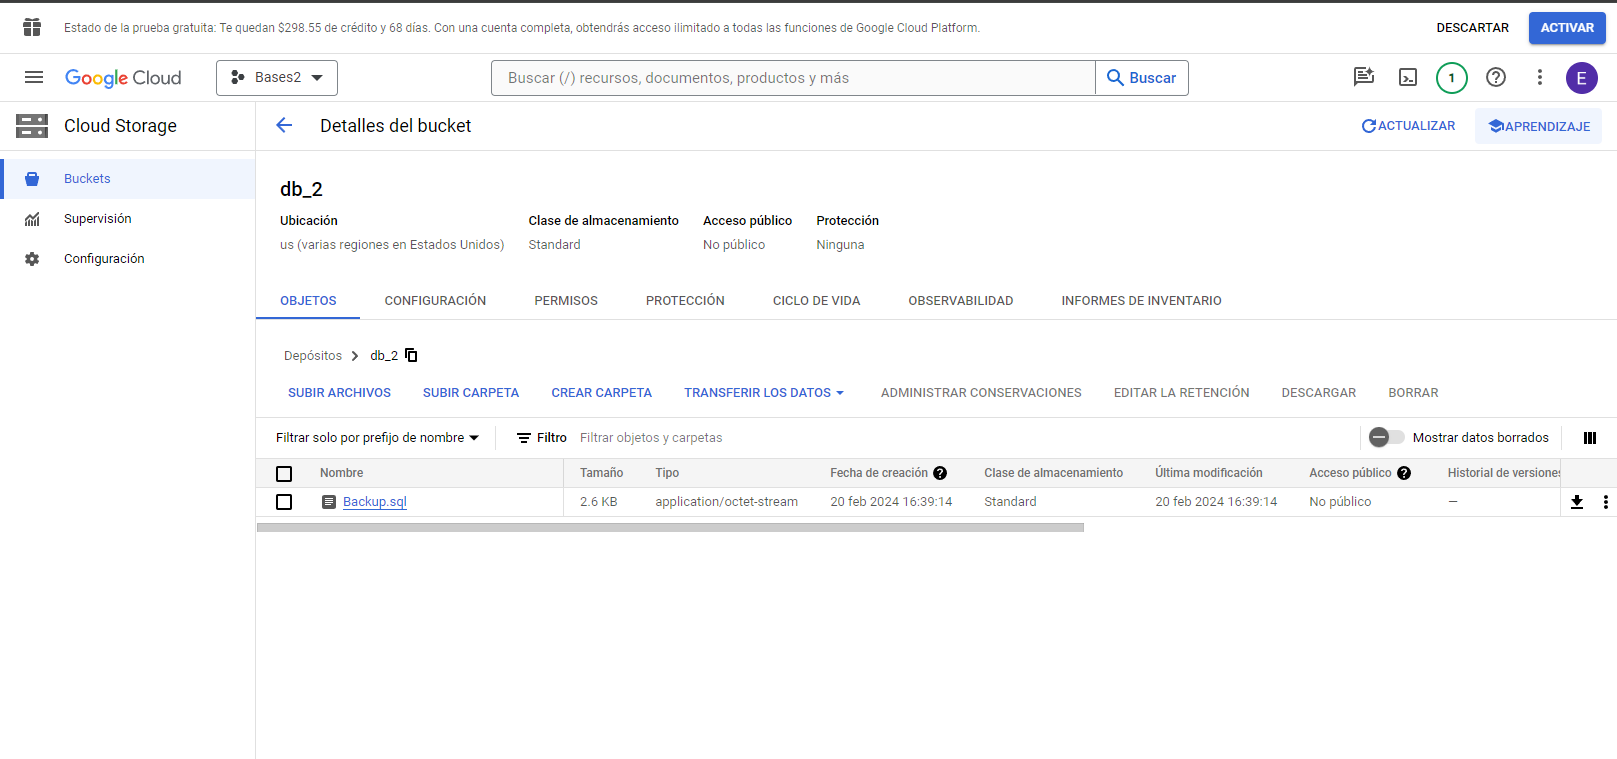 Estado de la prueba gratuita: Te quedan $298.55 de crédito y 68 días. Con una cuenta completa, obtendrás acceso ilimitado a todas las funciones de Google Cloud Platform.
DESCARTAR
ACTIVAR
Google Cloud
Bases2
Buscar (/) recursos, documentos, productos y más
Buscar
1
E
Cloud Storage
Detalles del bucket
ACTUALIZAR
APRENDIZAJE
Buckets
Supervisión
Configuración
db_2
Ubicación Clase de almacenamiento Acceso público Protección
us (varias regiones en Estados Unidos) Standard No público Ninguna
OBJETOS CONFIGURACIÓN PERMISOS PROTECCIÓN CICLO DE VIDA OBSERVABILIDAD INFORMES DE INVENTARIO
Depósitos db_2
SUBIR ARCHIVOS SUBIR CARPETA CREAR CARPETA TRANSFERIR LOS DATOS ADMINISTRAR CONSERVACIONES EDITAR LA RETENCIÓN DESCARGAR BORRAR
Filtrar solo por prefijo de nombre Filtro Filtrar objetos y carpetas Mostrar datos borrados
Nombre Tamaño Tipo Fecha de creación Clase de almacenamiento Última modificación Acceso público Historial de versiones
Backup.sql 2.6 KB application/octet-stream 20 feb 2024 16:39:14 Standard 20 feb 2024 16:39:14 No público —